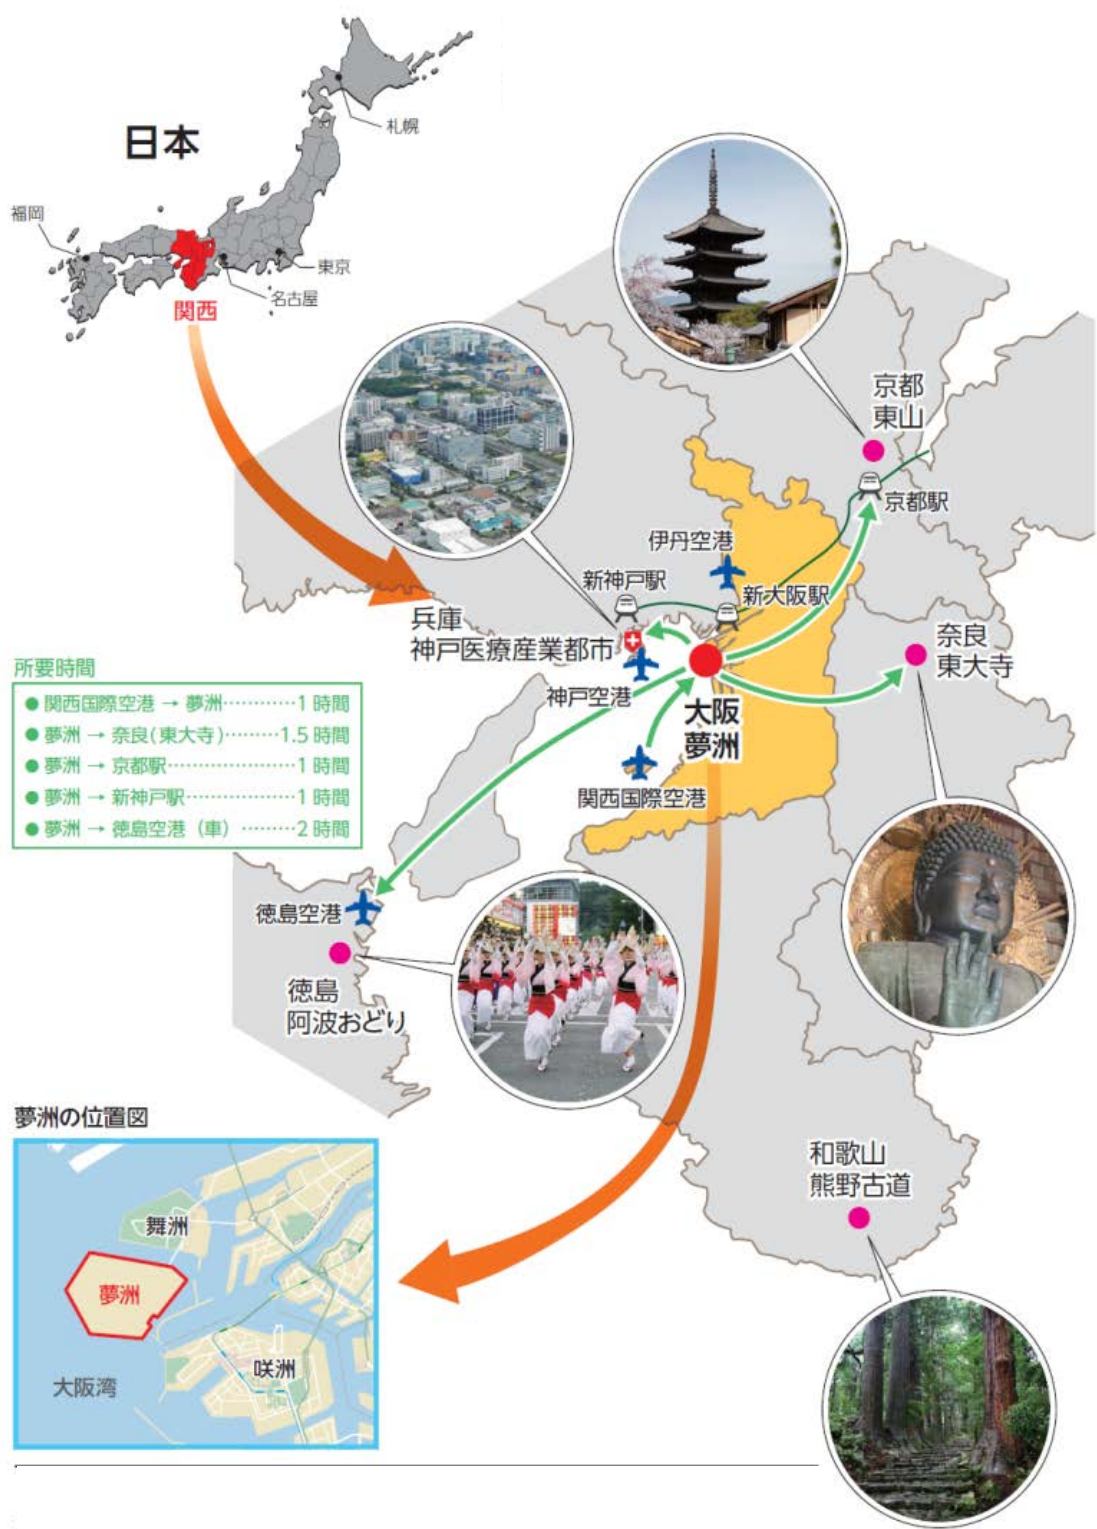 日本
札幌
福岡
東京
名古屋
関西
京都
東山
京都駅
伊丹空港
新神戸駅
新大阪駅
兵庫
神戸医療産業都市
奈良
東大寺
神戸空港
大阪
夢洲
関西国際空港
所要時間
●関西国際空港 → 夢洲…………1 時間
●夢洲 → 奈良(東大寺)………1.5 時間
●夢洲 → 京都駅………………1 時間
●夢洲 → 新神戸駅……………1 時間
●夢洲 → 徳島空港（車）………2 時間
徳島空港
徳島
阿波おどり
和歌山
熊野古道
夢洲の位置図
舞洲
夢洲
咲洲
大阪湾